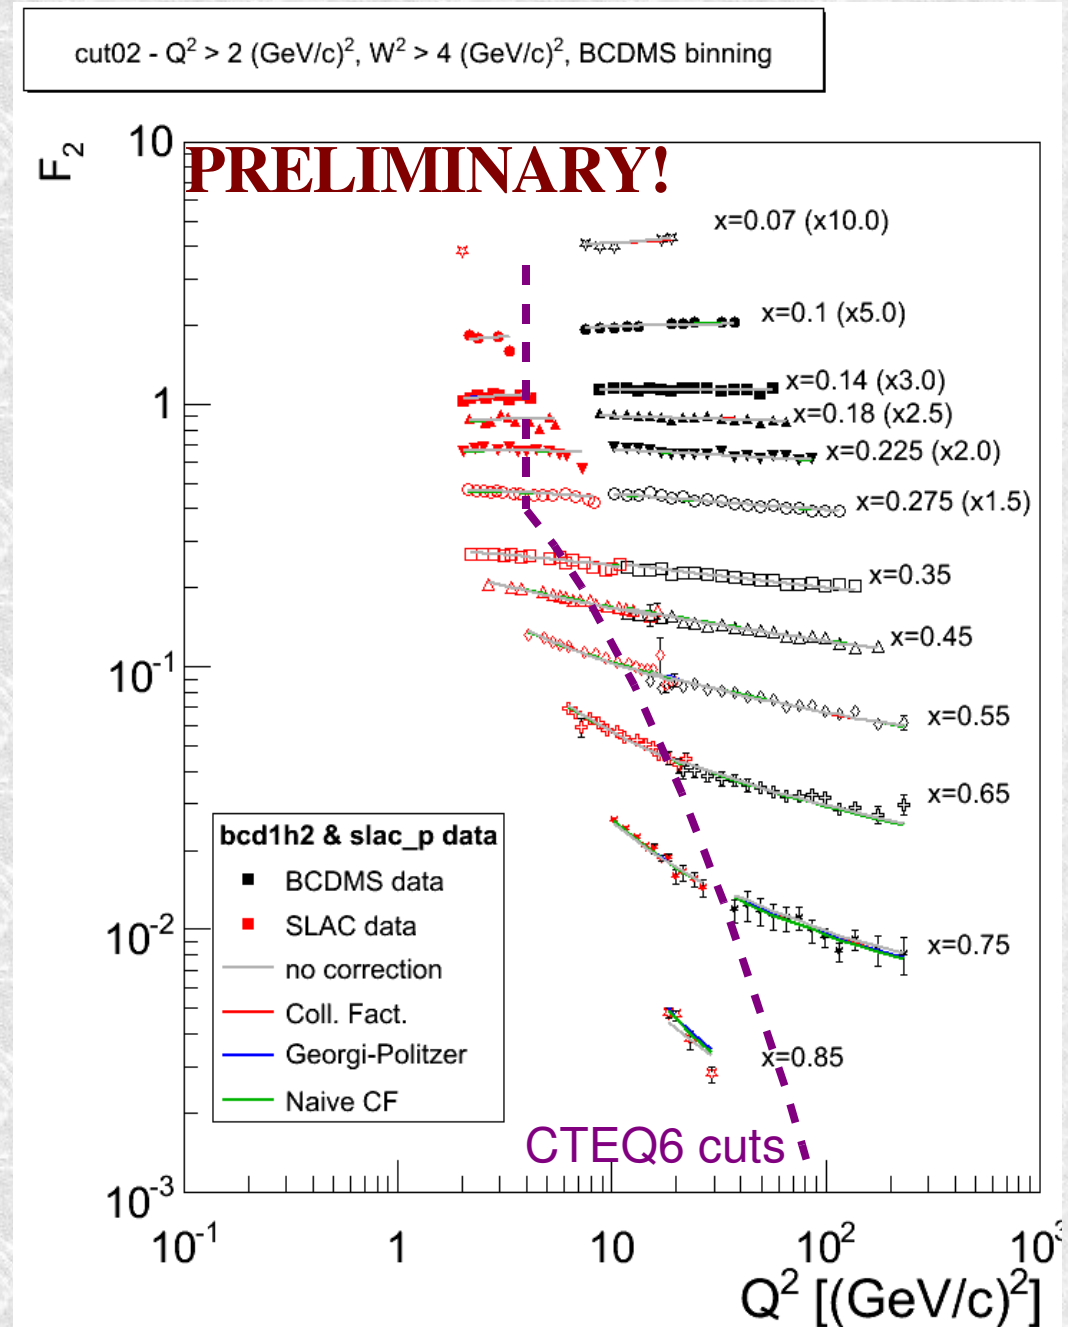 cut02 - Q² > 2 (GeV/c)², W² > 4 (GeV/c)², BCDMS binning
F₂
10
PRELIMINARY!
x=0.07 (x10.0)
x=0.1 (x5.0)
x=0.14 (x3.0)
1
x=0.18 (x2.5)
x=0.225 (x2.0)
x=0.275 (x1.5)
x=0.35
x=0.45
10⁻¹
x=0.55
x=0.65
bcd1h2 & slac_p data
BCDMS data
SLAC data
10⁻²
x=0.75
no correction
Coll. Fact.
Georgi-Politzer
x=0.85
Naive CF
CTEQ6 cuts
10⁻³
10⁻¹ 1 10 10² 10³
Q² [(GeV/c)²]